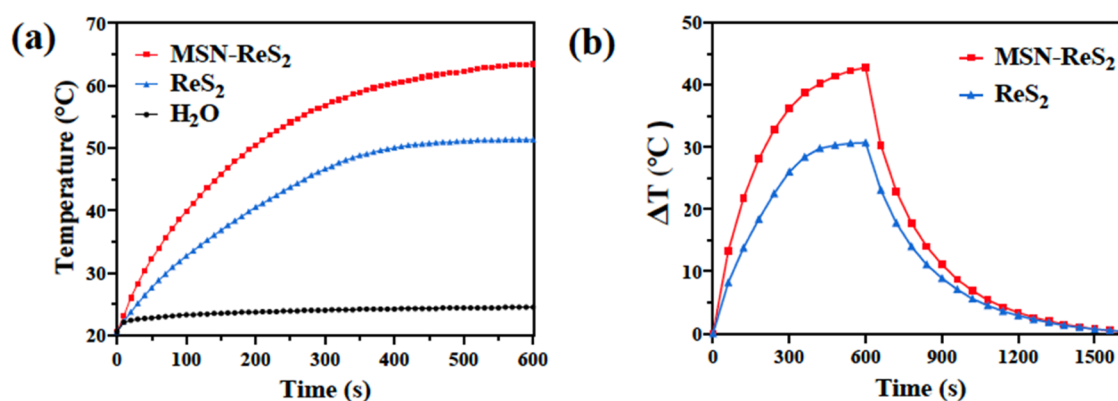 (a)
Temperature (°C)
70
60
50
40
30
20
MSN-ReS₂
ReS₂
H₂O
0 100 200 300 400 500 600
Time (s)
(b)
ΔT (°C )
50
40
30
20
10
0
MSN-ReS₂
ReS₂
0 300 600 900 1200 1500
Time (s)